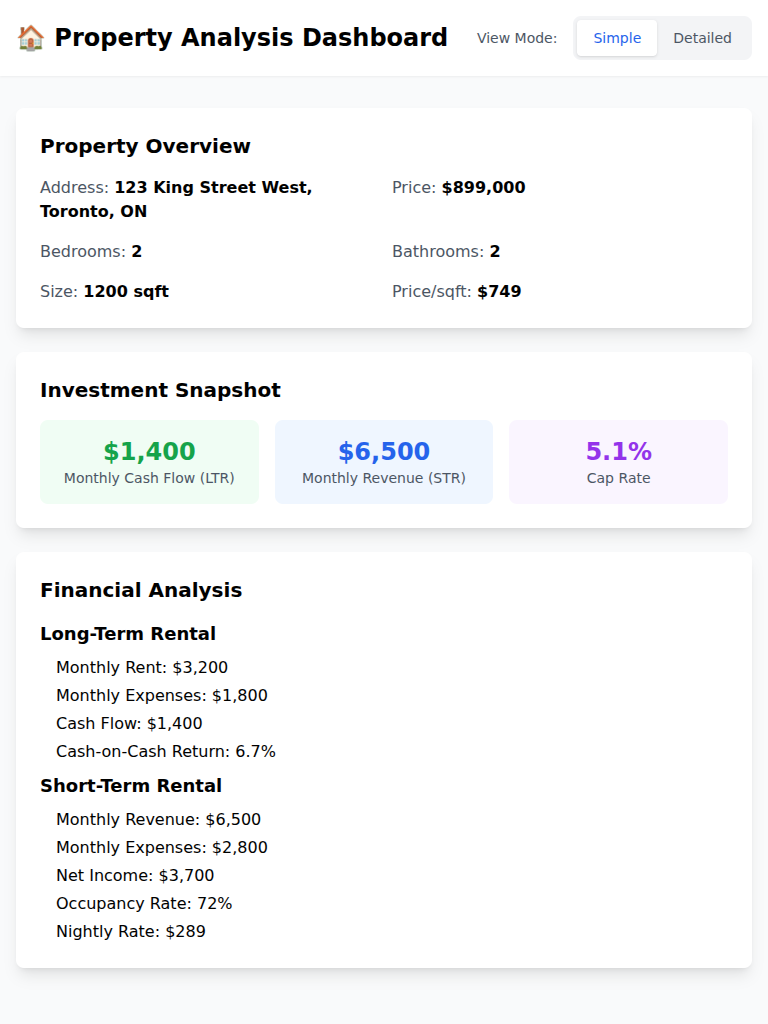 🏠 Property Analysis Dashboard
View Mode:
Simple
Detailed
Property Overview
Address: 123 King Street West,
Toronto, ON
Price: $899,000
Bedrooms: 2
Bathrooms: 2
Size: 1200 sqft
Price/sqft: $749
Investment Snapshot
$1,400
Monthly Cash Flow (LTR)
$6,500
Monthly Revenue (STR)
5.1%
Cap Rate
Financial Analysis
Long-Term Rental
Monthly Rent: $3,200
Monthly Expenses: $1,800
Cash Flow: $1,400
Cash-on-Cash Return: 6.7%
Short-Term Rental
Monthly Revenue: $6,500
Monthly Expenses: $2,800
Net Income: $3,700
Occupancy Rate: 72%
Nightly Rate: $289